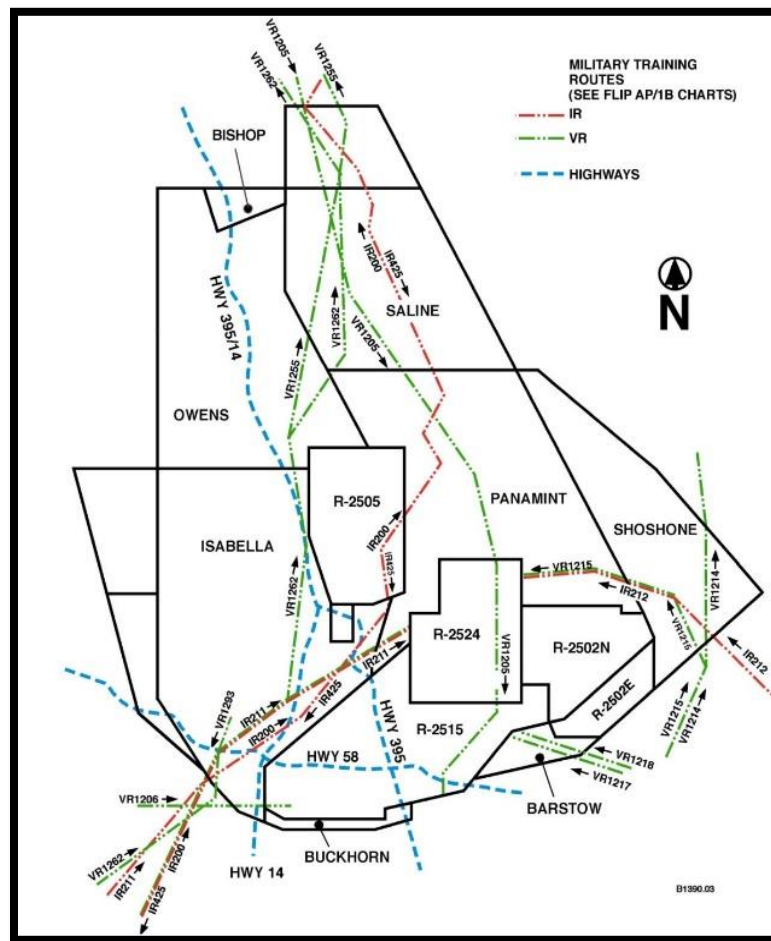 VR1205
VR1262
VR1255
MILITARY TRAINING
ROUTES
(SEE FLIP AP/1B CHARTS)
IR
VR
HIGHWAYS
BISHOP
IR200
IR425
N
HWY 395/14
SALINE
VR1262
VR1205
VR1255
OWENS
R-2505
PANAMINT
SHOSHONE
ISABELLA
IR200
IR425
VR1262
VR1215
IR212
VR1214
R-2524
VR1215
R-2502N
IR212
IR211
VR1205
R-2502E
VR1293
IR211
IR425
IR200
HWY 395
R-2515
VR1215
VR1214
HWY 58
VR1218
VR1217
VR1206
BARSTOW
VR1262
IR211
IR200
IR425
HWY 14
BUCKHORN
B1390.03